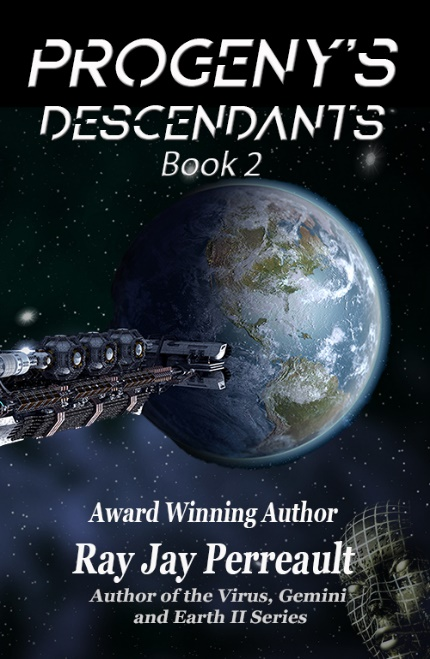 PROGENY'S
DESCENDANTS
Book 2
Award Winning Author
Ray Jay Perreault
Author of the Virus, Gemini
and Earth II Series